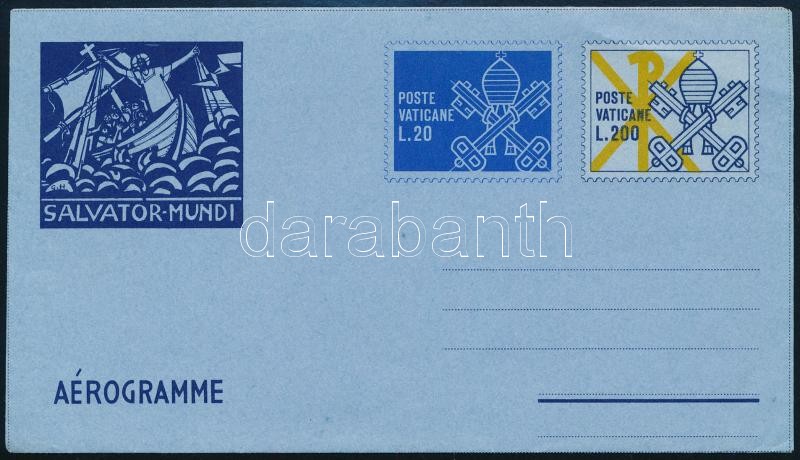 SALVATOR-MUNDI
POSTE
VATICANE
L.20
POSTE
VATICANE
L.200
darabanth
AÉROGRAMME